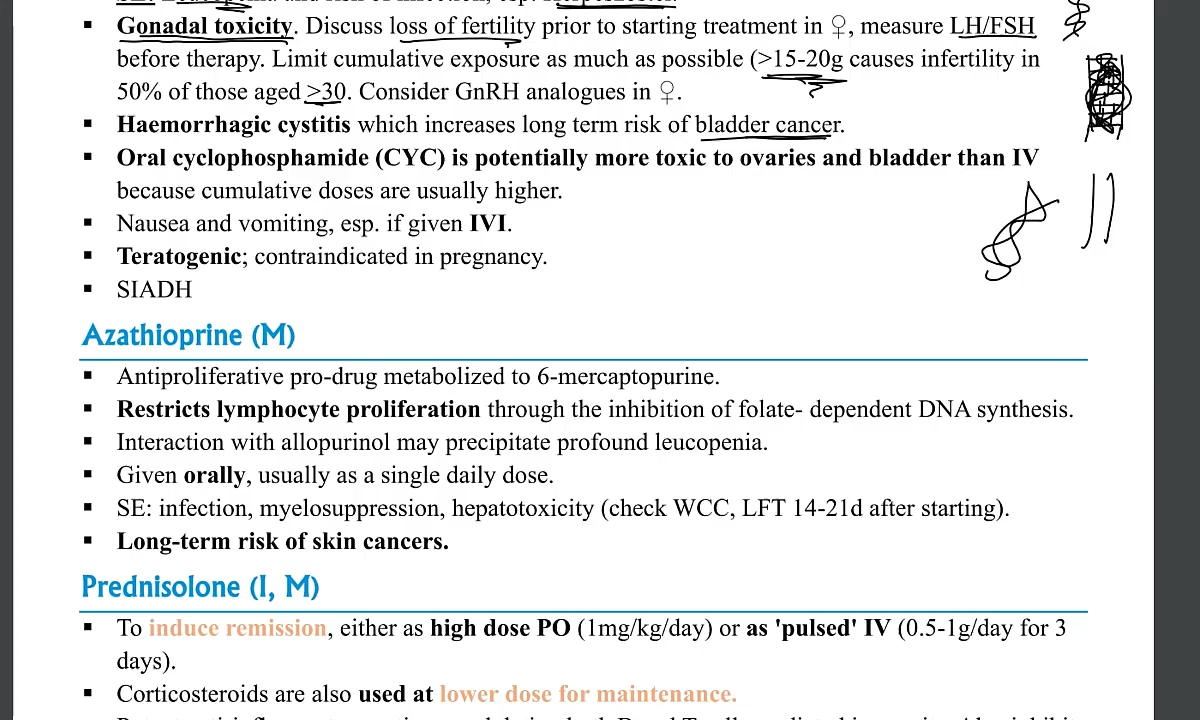 Gonadal toxicity. Discuss loss of fertility prior to starting treatment in ♀, measure LH/FSH
before therapy. Limit cumulative exposure as much as possible (>15-20g causes infertility in
50% of those aged >30. Consider GnRH analogues in ♀.
▪ Haemorrhagic cystitis which increases long term risk of bladder cancer.
▪ Oral cyclophosphamide (CYC) is potentially more toxic to ovaries and bladder than IV
because cumulative doses are usually higher.
▪ Nausea and vomiting, esp. if given IVI.
▪ Teratogenic; contraindicated in pregnancy.
▪ SIADH
Azathioprine (M)
▪ Antiproliferative pro-drug metabolized to 6-mercaptopurine.
▪ Restricts lymphocyte proliferation through the inhibition of folate- dependent DNA synthesis.
▪ Interaction with allopurinol may precipitate profound leucopenia.
▪ Given orally, usually as a single daily dose.
▪ SE: infection, myelosuppression, hepatotoxicity (check WCC, LFT 14-21d after starting).
▪ Long-term risk of skin cancers.
Prednisolone (I, M)
▪ To induce remission, either as high dose PO (1mg/kg/day) or as 'pulsed' IV (0.5-1g/day for 3
days).
▪ Corticosteroids are also used at lower dose for maintenance.